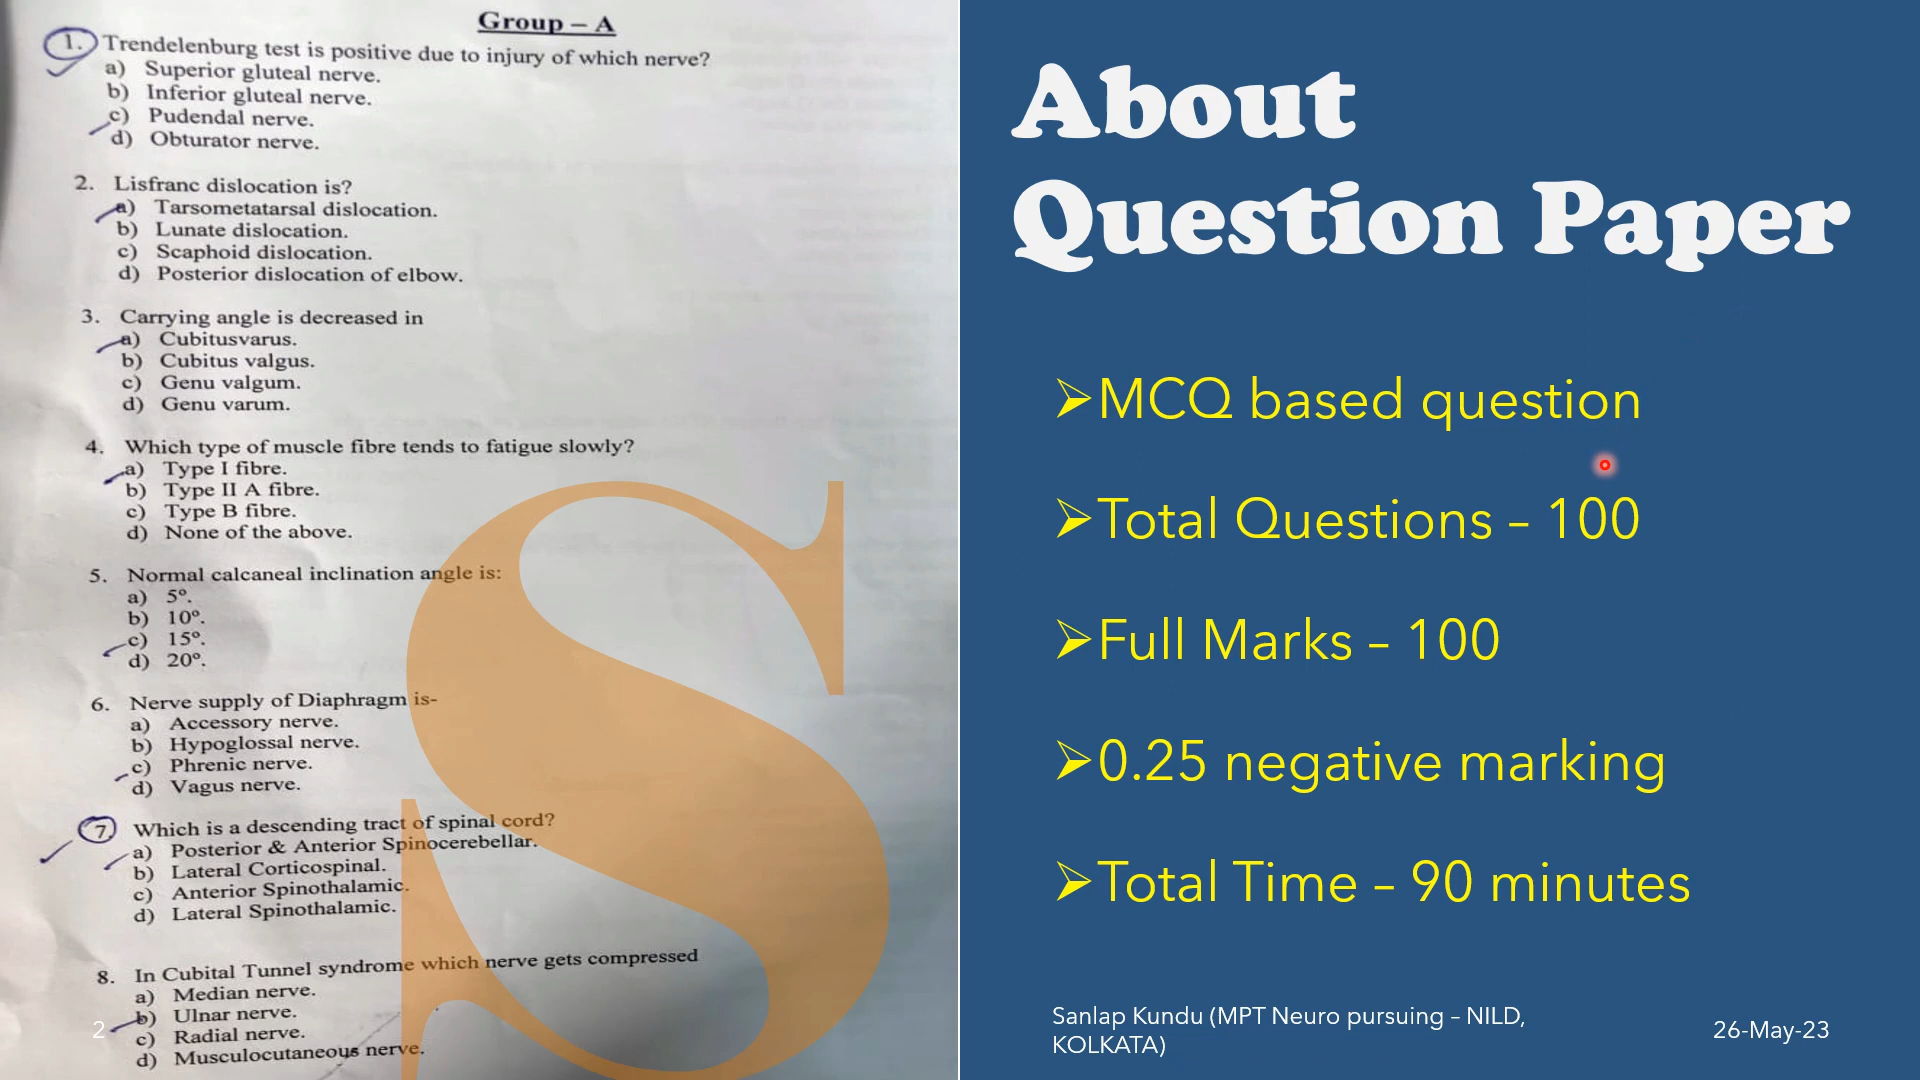 Group – A
1. Trendelenburg test is positive due to injury of which nerve?
a) Superior gluteal nerve.
b) Inferior gluteal nerve.
c) Pudendal nerve.
d) Obturator nerve.
2. Lisfranc dislocation is?
a) Tarsometatarsal dislocation.
b) Lunate dislocation.
c) Scaphoid dislocation.
d) Posterior dislocation of elbow.
3. Carrying angle is decreased in
a) Cubitusvarus.
b) Cubitus valgus.
c) Genu valgum.
d) Genu varum.
4. Which type of muscle fibre tends to fatigue slowly?
a) Type I fibre.
b) Type II A fibre.
c) Type B fibre.
d) None of the above.
5. Normal calcaneal inclination angle is:
a) 5º.
b) 10º.
c) 15º.
d) 20º.
6. Nerve supply of Diaphragm is-
a) Accessory nerve.
b) Hypoglossal nerve.
c) Phrenic nerve.
d) Vagus nerve.
7. Which is a descending tract of spinal cord?
a) Posterior & Anterior Spinocerebellar.
b) Lateral Corticospinal.
c) Anterior Spinothalamic.
d) Lateral Spinothalamic.
8. In Cubital Tunnel syndrome which nerve gets compressed
a) Median nerve.
b) Ulnar nerve.
c) Radial nerve.
d) Musculocutaneous nerve.
2
S
About
Question Paper
➢MCQ based question
➢Total Questions – 100
➢Full Marks – 100
➢0.25 negative marking
➢Total Time – 90 minutes
Sanlap Kundu (MPT Neuro pursuing – NILD,
KOLKATA)
26-May-23